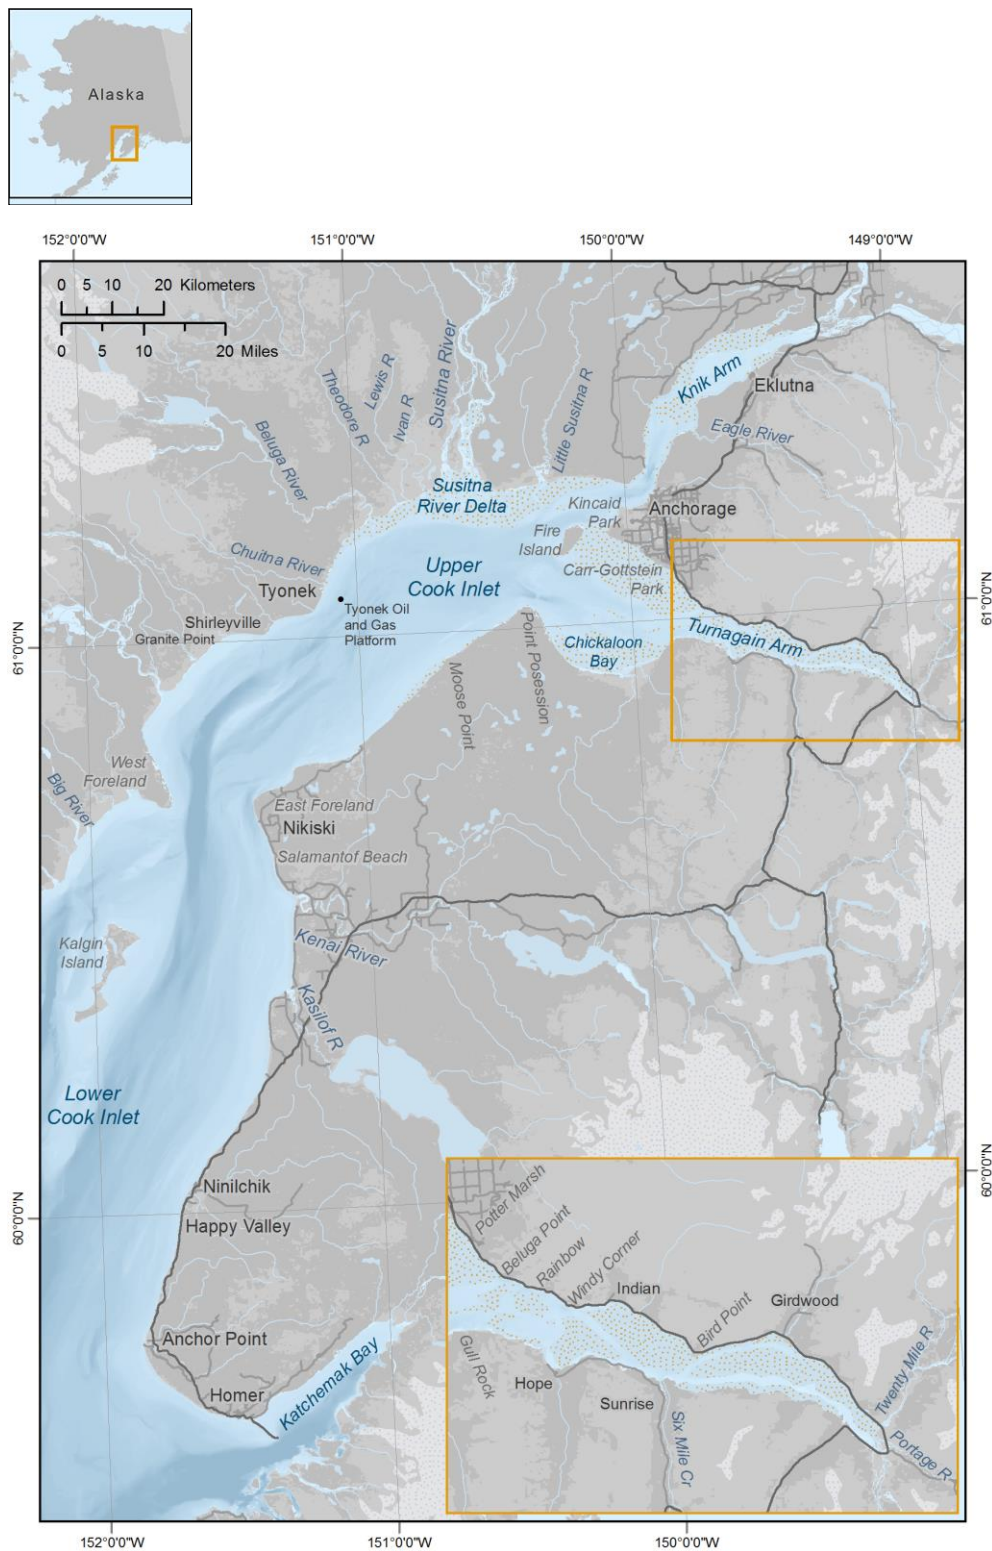 Alaska
152°0'0"W
151°0'0"W
150°0'0"W
149°0'0"W
0 5 10 20 Kilometers
0 5 10 20 Miles
Theodore R
Lewis R
Ivan R
Susitna River
Little Susitna R
Knik Arm
Eklutna
Eagle River
Beluga River
Susitna
River Delta
Kincaid
Park
Anchorage
Fire
Island
Chuitna River
Upper
Cook Inlet
Carr-Gottstein
Park
Tyonek
Tyonek Oil
and Gas
Platform
61°0'0"N
Shirleyville
Granite Point
61°0'0"N
Turnagain Arm
Chickaloon
Bay
Point Posession
Moose Point
West
Foreland
Big River
East Foreland
Nikiski
Salamantof Beach
Kalgin
Island
Kenai River
Kasilof R
Lower
Cook Inlet
60°0'0"N
60°0'0"N
Ninilchik
Happy Valley
Anchor Point
Homer
Katchemak Bay
Potter Marsh
Beluga Point
Rainbow
Windy Corner
Indian
Bird Point
Girdwood
Gull Rock
Hope
Sunrise
Six Mile Cr
Twenty Mile R
Portage R
152°0'0"W
151°0'0"W
150°0'0"W